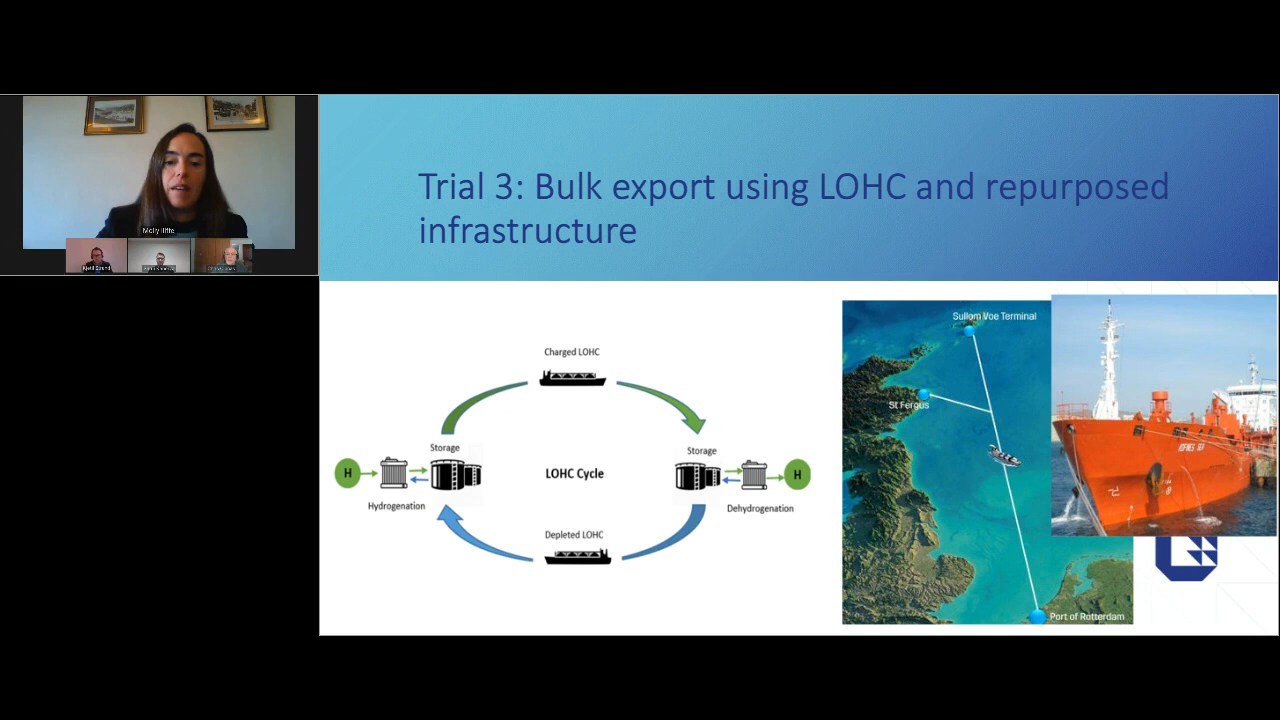 Trial 3: Bulk export using LOHC and repurposed
infrastructure
Molly Iliffe
Charged LOHC
Storage
H
Hydrogenation
LOHC Cycle
Storage
H
Dehydrogenation
Depleted LOHC
Sullom Voe Terminal
St Fergus
Port of Rotterdam